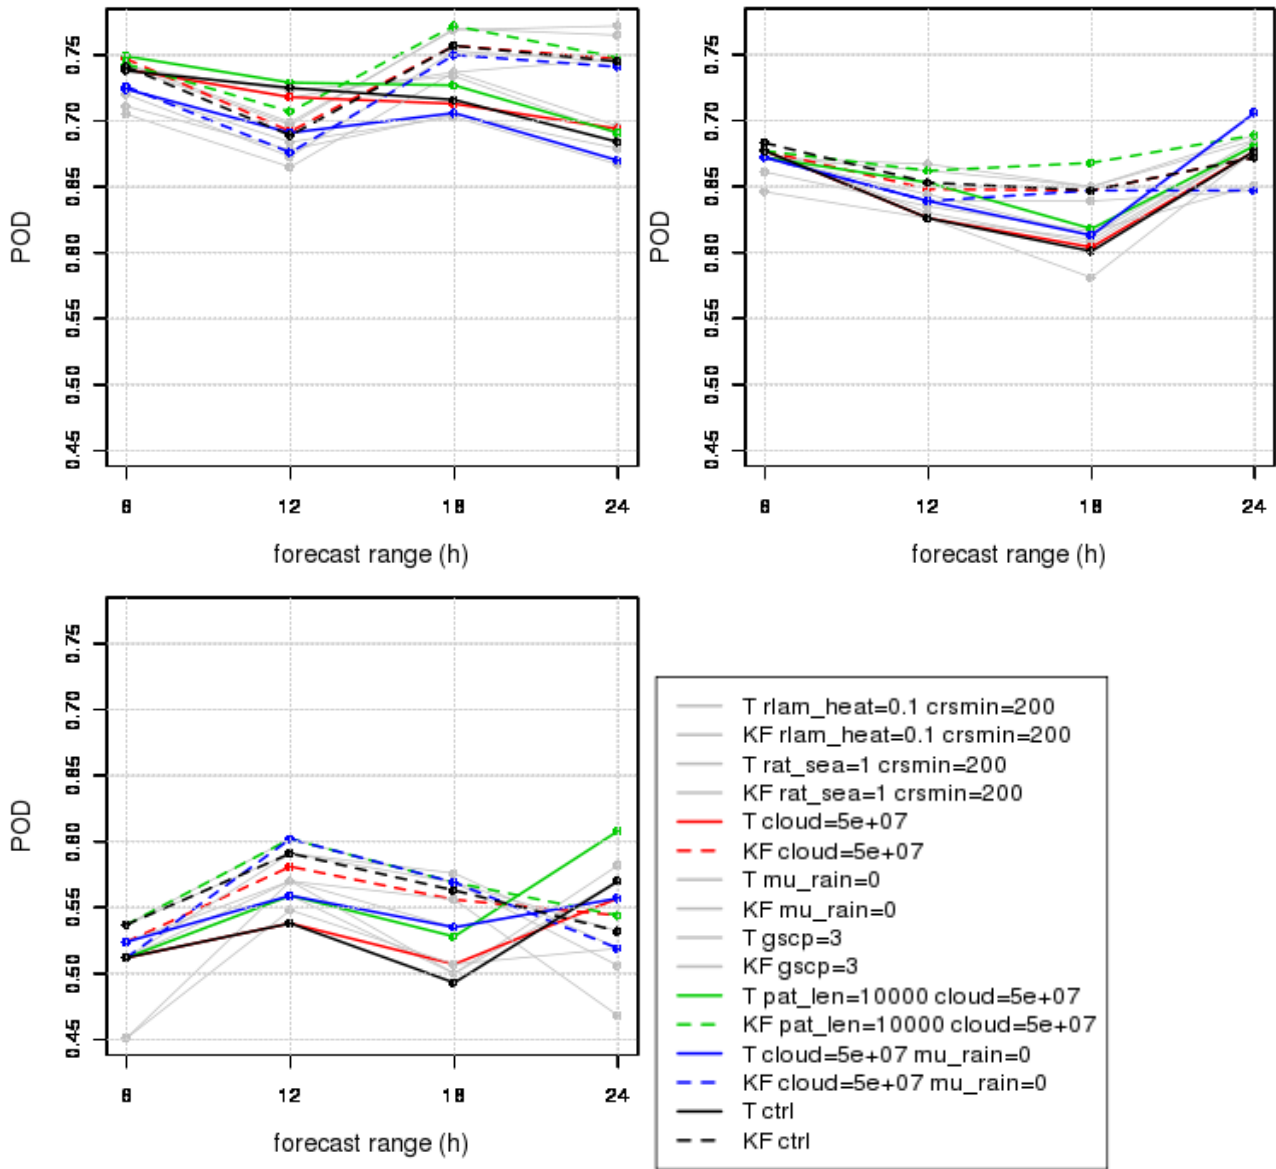 0.75
0.70
0.65
0.60
0.55
0.50
0.45
POD
6
12
18
24
forecast range (h)
0.75
0.70
0.65
0.60
0.55
0.50
0.45
POD
6
12
18
24
forecast range (h)
0.75
0.70
0.65
0.60
0.55
0.50
0.45
POD
6
12
18
24
forecast range (h)
T rlam_heat=0.1 crsmin=200
KF rlam_heat=0.1 crsmin=200
T rat_sea=1 crsmin=200
KF rat_sea=1 crsmin=200
T cloud=5e+07
KF cloud=5e+07
T mu_rain=0
KF mu_rain=0
T gscp=3
KF gscp=3
T pat_len=10000 cloud=5e+07
KF pat_len=10000 cloud=5e+07
T cloud=5e+07 mu_rain=0
KF cloud=5e+07 mu_rain=0
T ctrl
KF ctrl